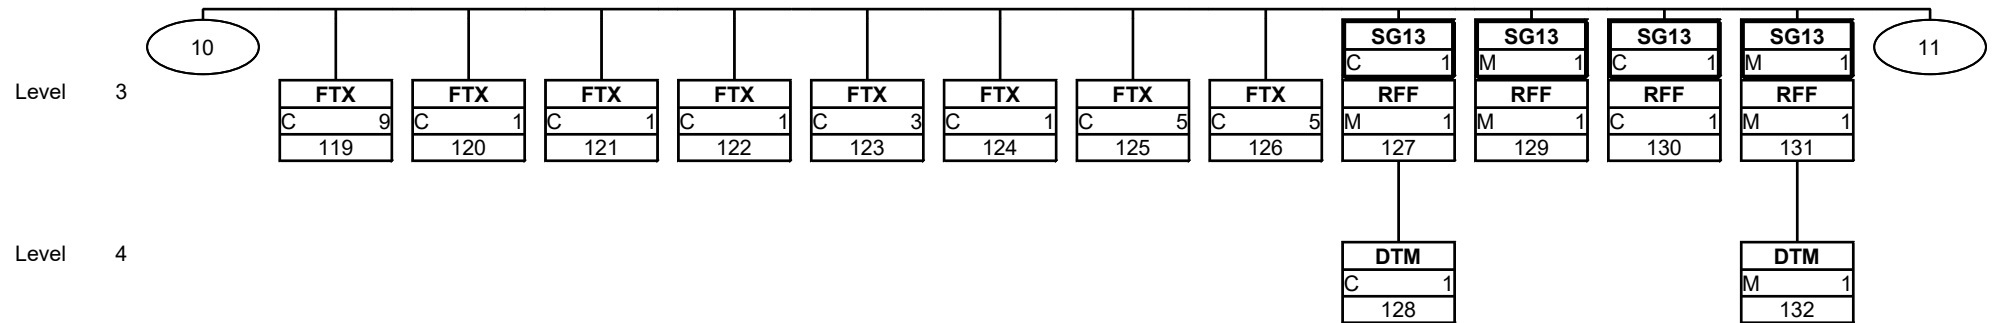 SG13 SG13 SG13 SG13
10 11
C 1 M 1 C 1 M 1
Level 3 FTX FTX FTX FTX FTX FTX FTX FTX RFF RFF RFF RFF
C 9 C 1 C 1 C 1 C 3 C 1 C 5 C 5 M 1 M 1 C 1 M 1
119 120 121 122 123 124 125 126 127 129 130 131
Level 4 DTM DTM
C 1 M 1
128 132